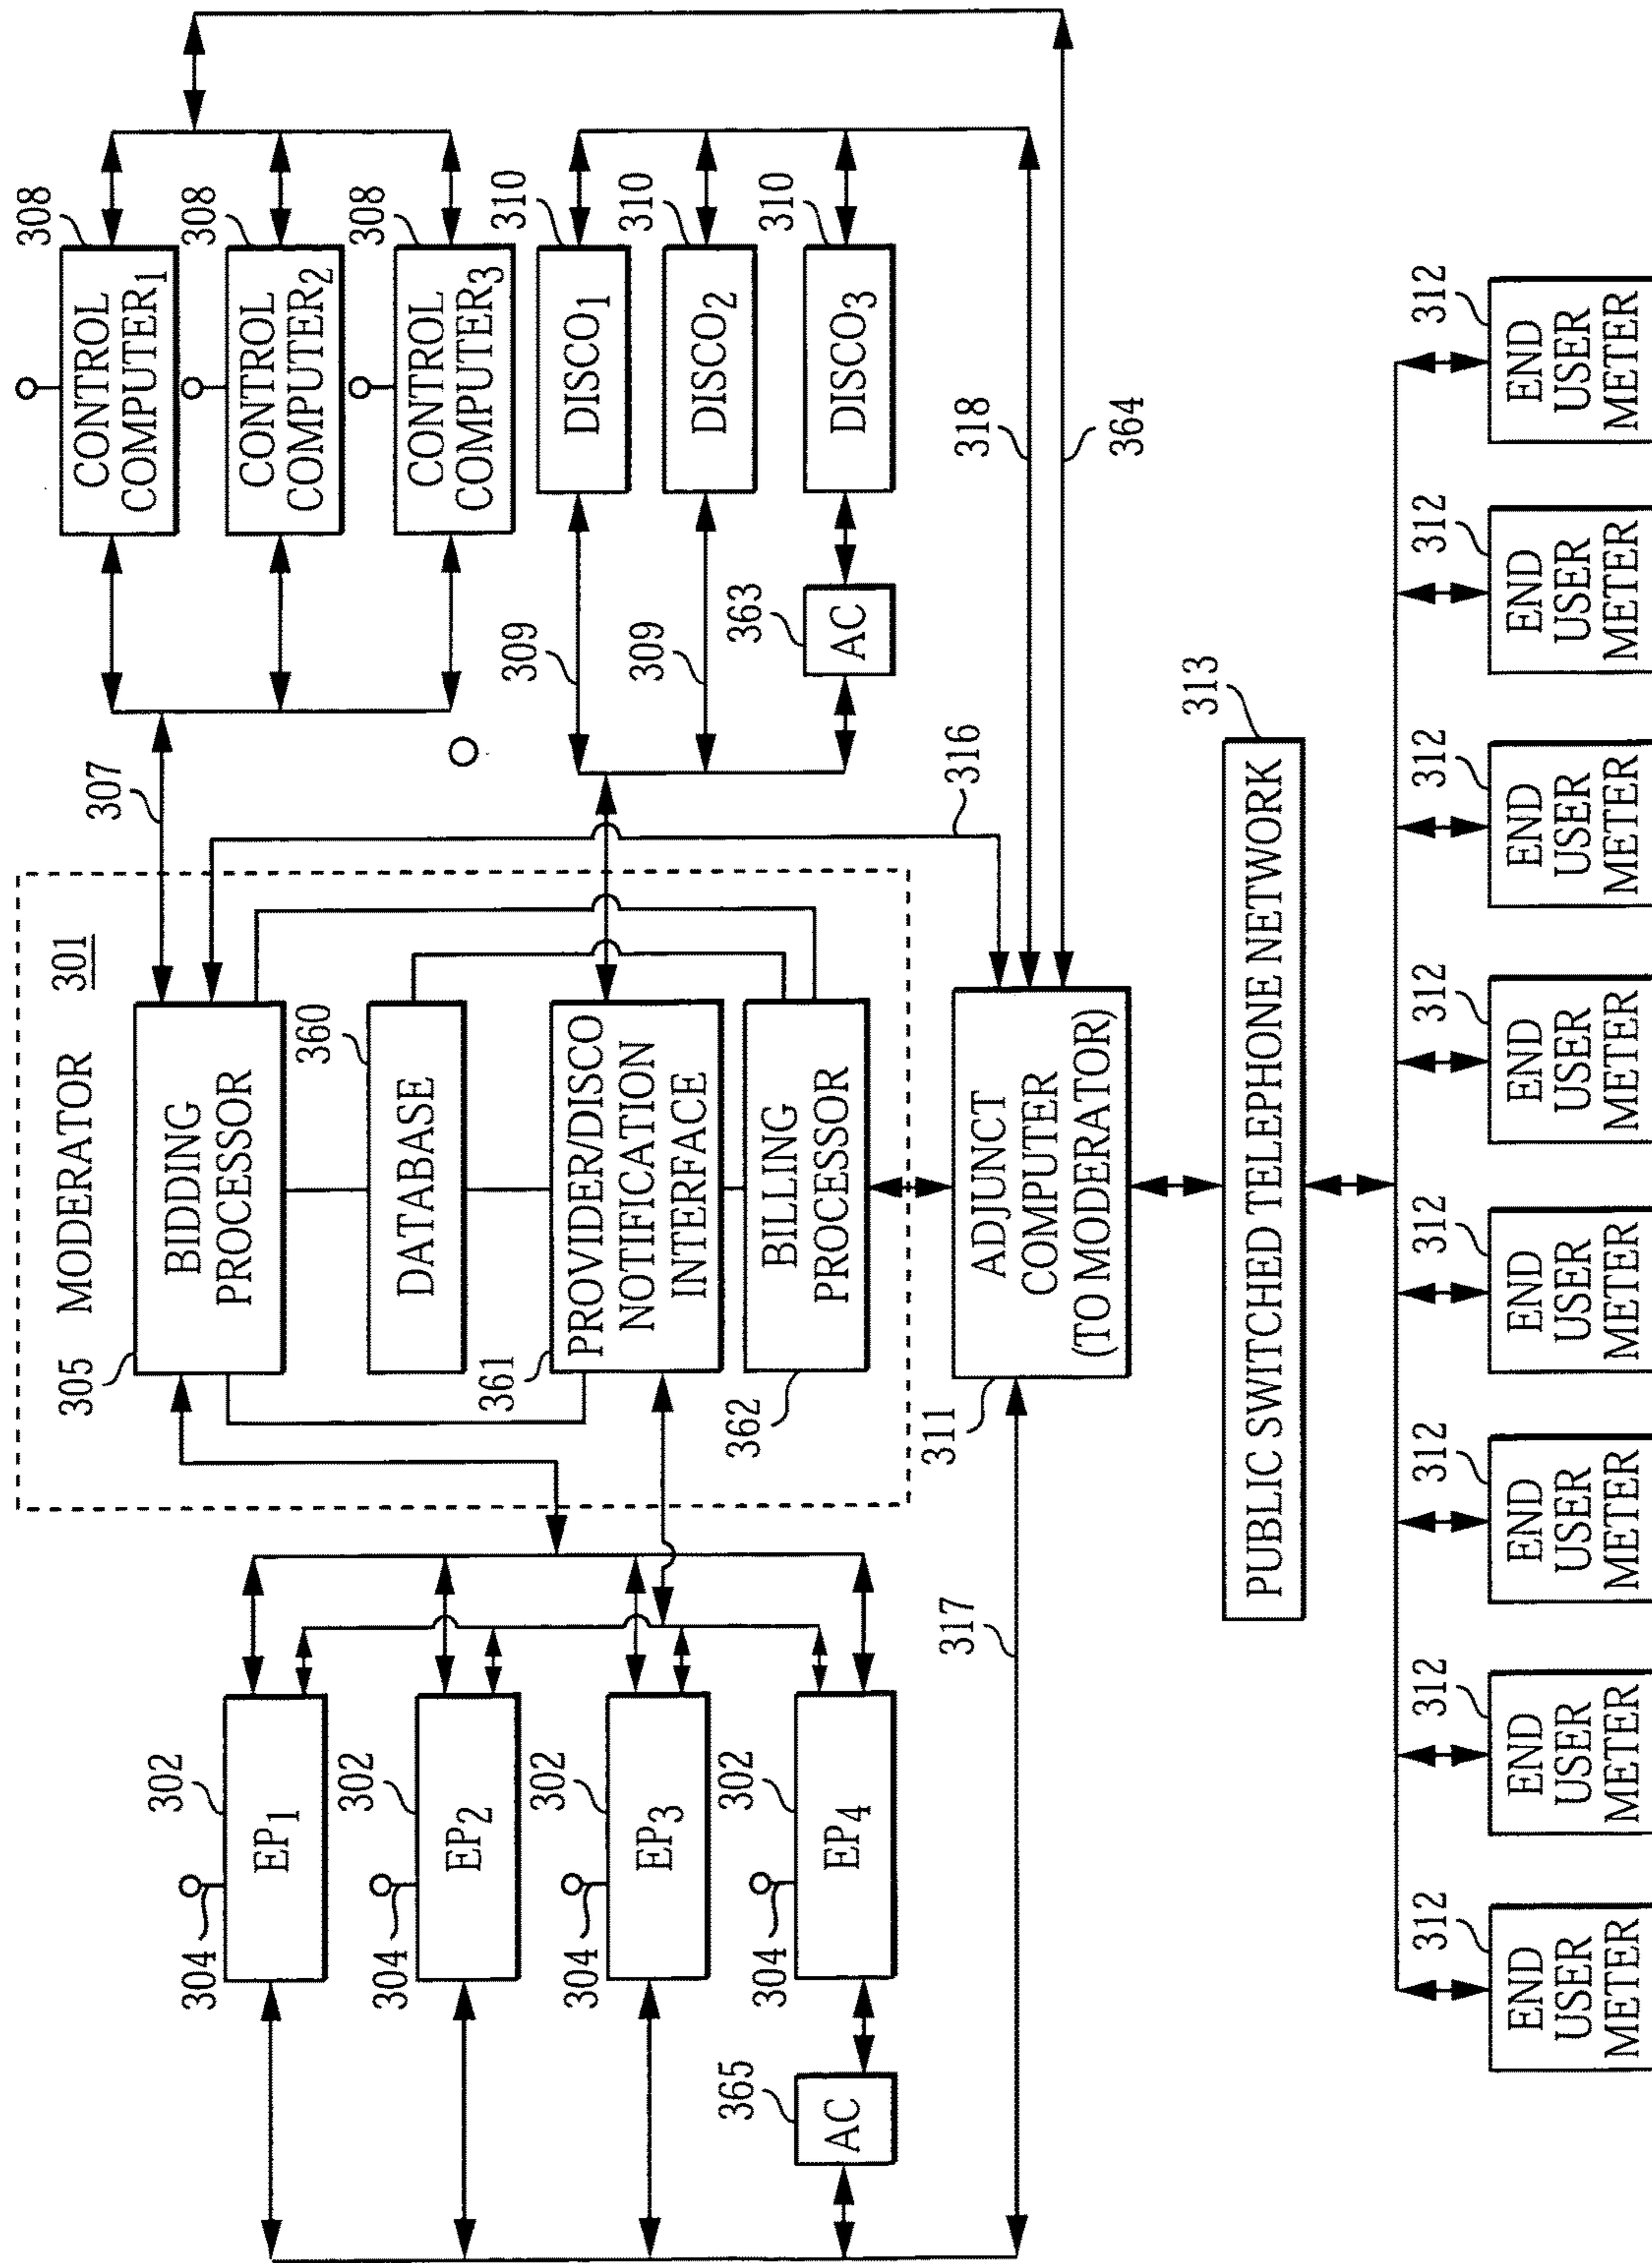 301
MODERATOR
305
BIDDING
PROCESSOR
360
DATABASE
361
PROVIDER/DISCO
NOTIFICATION
INTERFACE
362
BILLING
PROCESSOR
302
EP1
304
302
EP2
304
302
EP3
304
302
EP4
304
365
AC
307
308
CONTROL
COMPUTER1
308
CONTROL
COMPUTER2
308
CONTROL
COMPUTER3
309
310
DISCO1
309
310
DISCO2
363
AC
310
DISCO3
316
318
364
317
311
ADJUNCT
COMPUTER
(TO MODERATOR)
313
PUBLIC SWITCHED TELEPHONE NETWORK
312
END
USER
METER
312
END
USER
METER
312
END
USER
METER
312
END
USER
METER
312
END
USER
METER
312
END
USER
METER
312
END
USER
METER
312
END
USER
METER